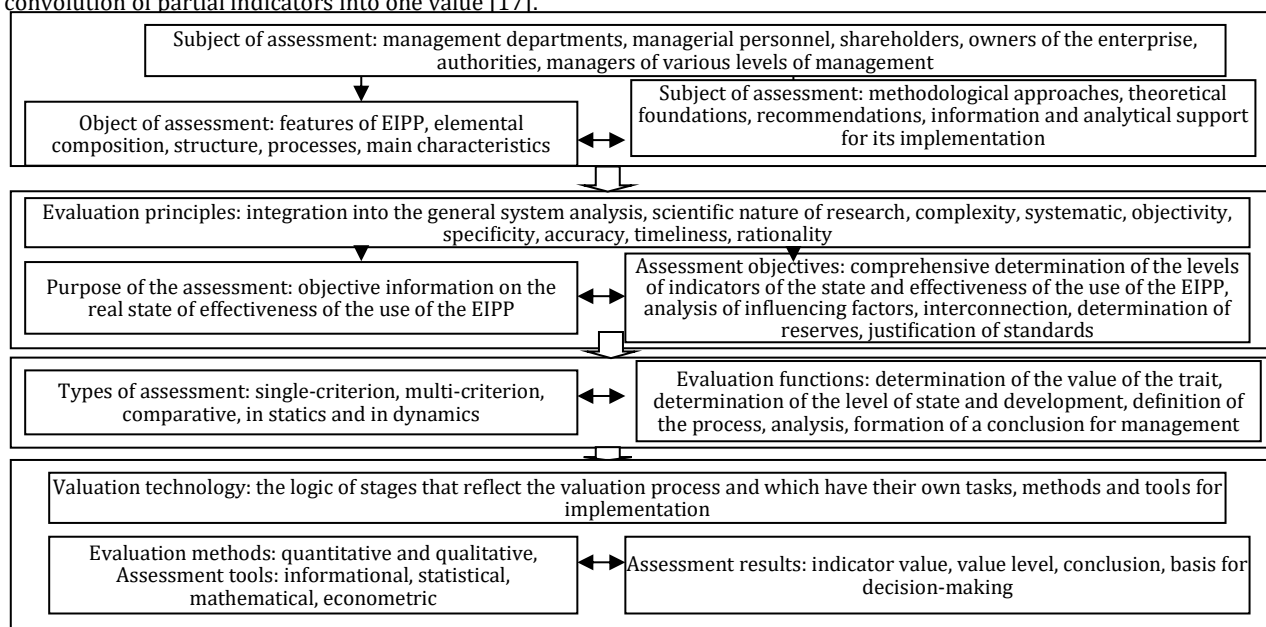 convolution of partial indicators into one value [17].
Subject of assessment: management departments, managerial personnel, shareholders, owners of the enterprise,
authorities, managers of various levels of management
Subject of assessment: methodological approaches, theoretical
foundations, recommendations, information and analytical support
for its implementation
Object of assessment: features of EIPP, elemental
composition, structure, processes, main characteristics
Evaluation principles: integration into the general system analysis, scientific nature of research, complexity, systematic, objectivity,
specificity, accuracy, timeliness, rationality
Purpose of the assessment: objective information on the
real state of effectiveness of the use of the EIPP
Assessment objectives: comprehensive determination of the levels
of indicators of the state and effectiveness of the use of the EIPP,
analysis of influencing factors, interconnection, determination of
reserves, justification of standards
Types of assessment: single-criterion, multi-criterion,
comparative, in statics and in dynamics
Evaluation functions: determination of the value of the trait,
determination of the level of state and development, definition of
the process, analysis, formation of a conclusion for management
Valuation technology: the logic of stages that reflect the valuation process and which have their own tasks, methods and tools for
implementation
Evaluation methods: quantitative and qualitative,
Assessment tools: informational, statistical,
mathematical, econometric
Assessment results: indicator value, value level, conclusion, basis for
decision-making